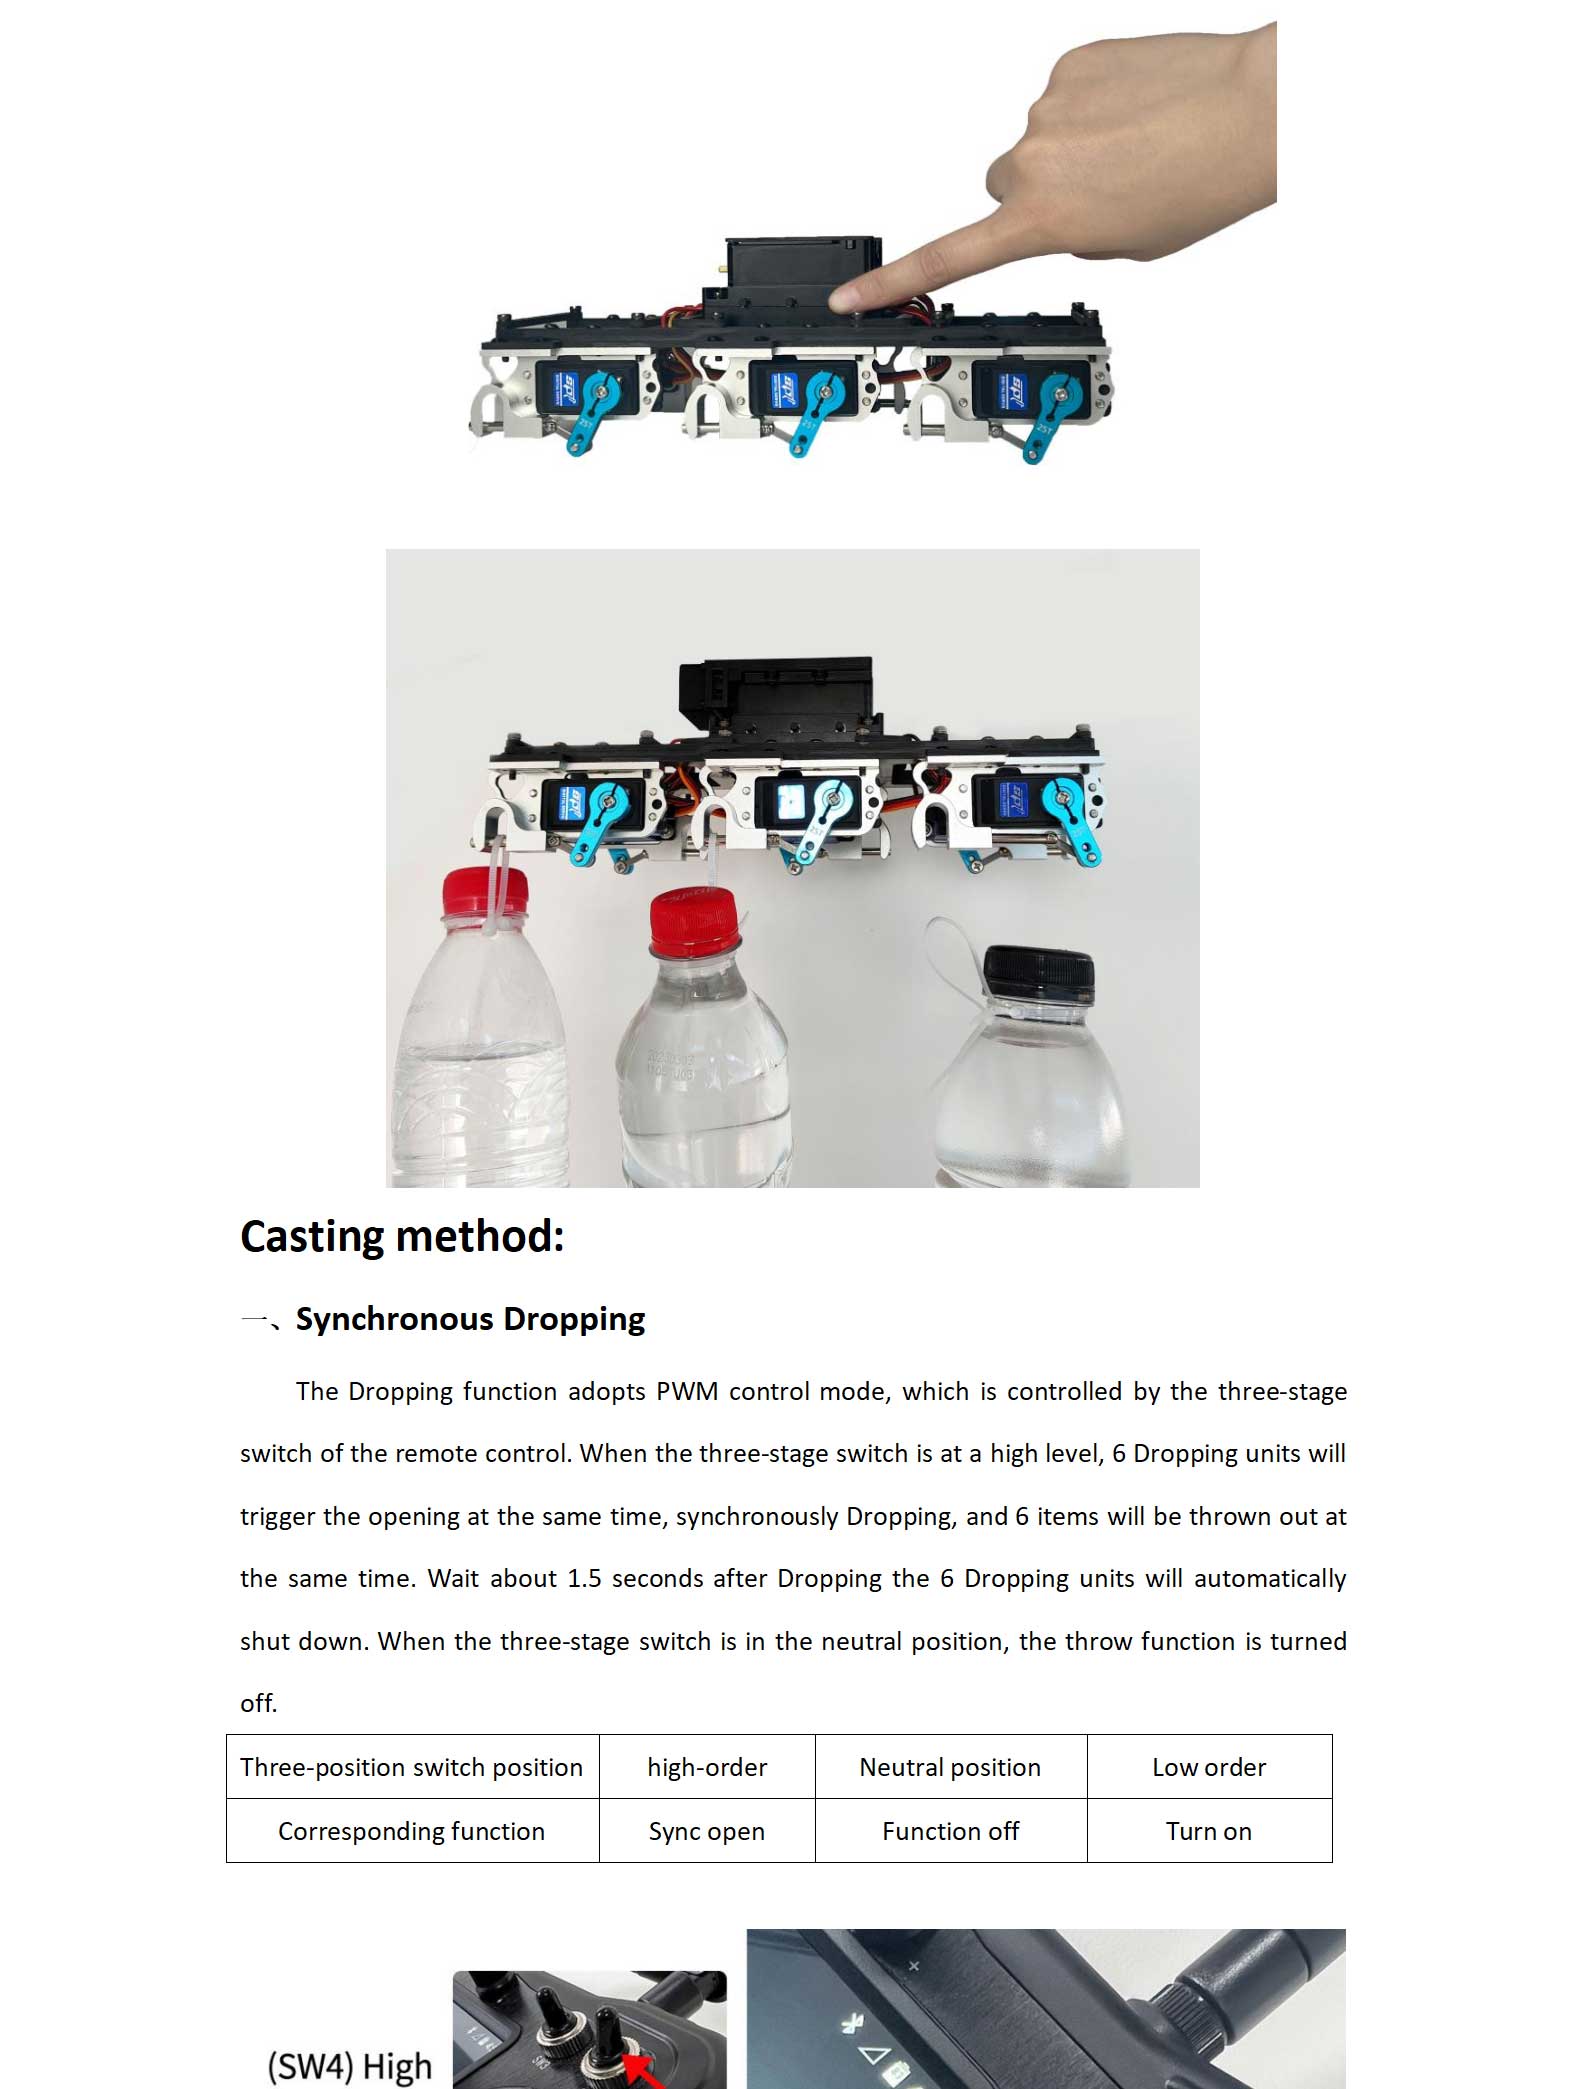 25T
25T
25T
25T
Casting method:
一、Synchronous Dropping
The Dropping function adopts PWM control mode, which is controlled by the three-stage
switch of the remote control. When the three-stage switch is at a high level, 6 Dropping units will
trigger the opening at the same time, synchronously Dropping, and 6 items will be thrown out at
the same time. Wait about 1.5 seconds after Dropping the 6 Dropping units will automatically
shut down. When the three-stage switch is in the neutral position, the throw function is turned
off.
Three-position switch position high-order Neutral position Low order
Corresponding function Sync open Function off Turn on
(SW4) High
SW3